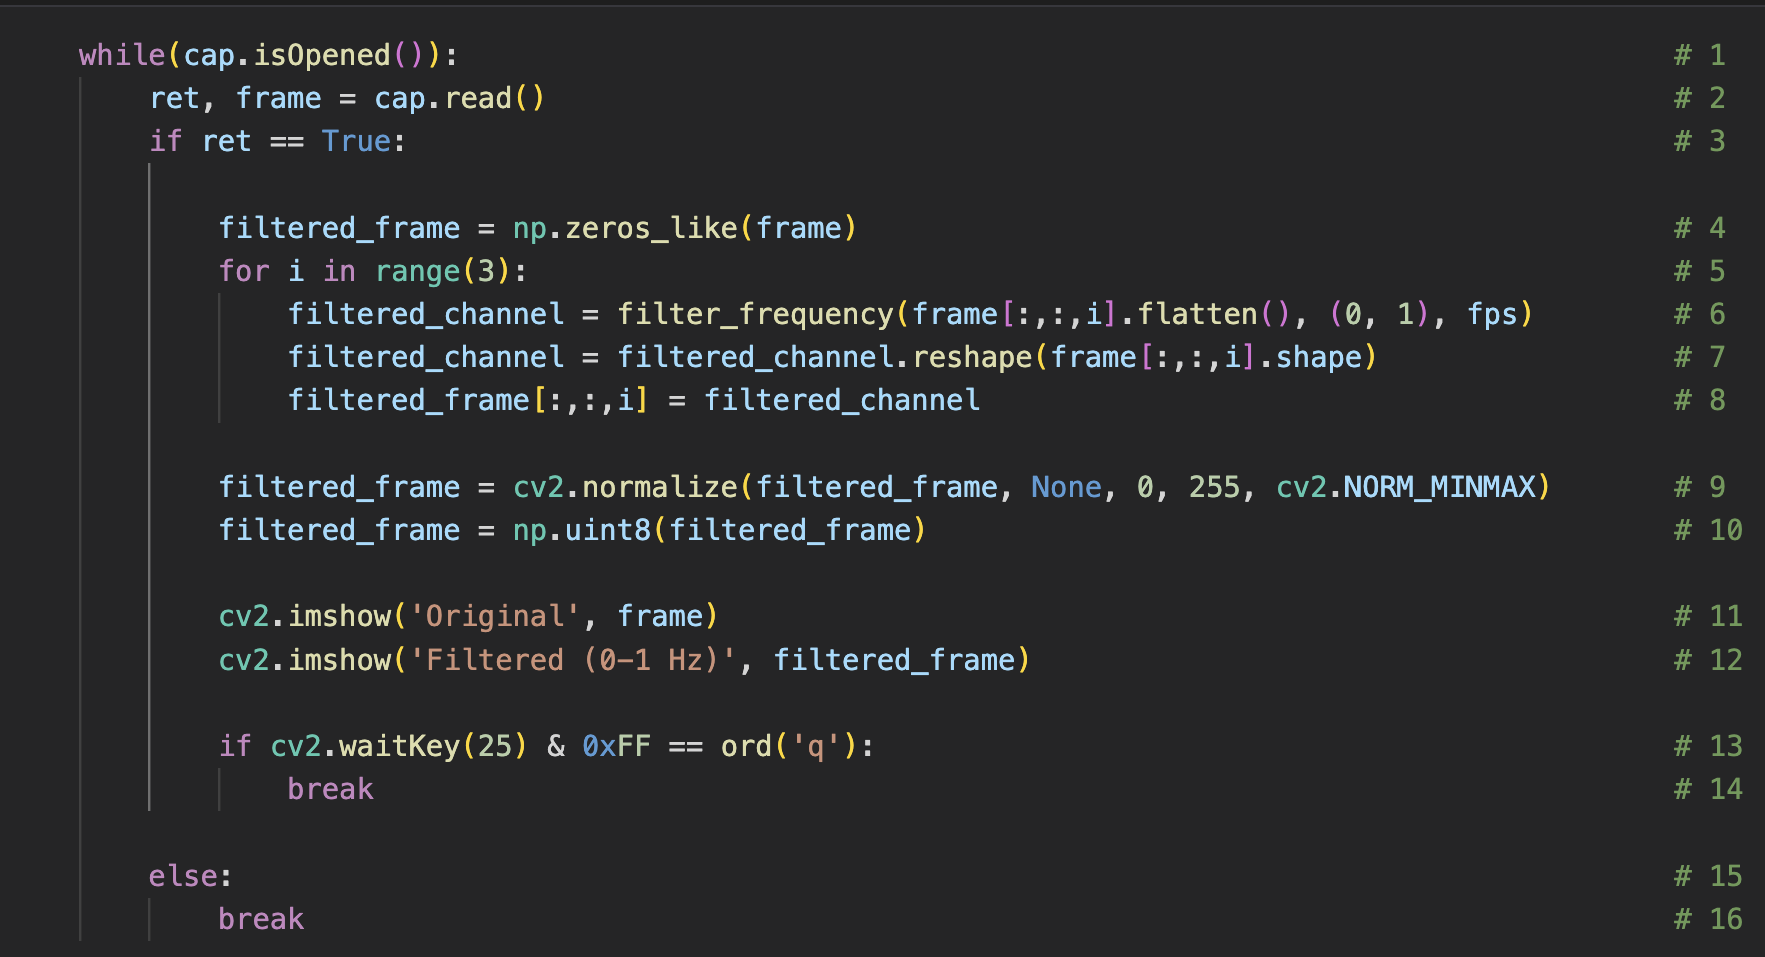 while(cap.isOpened()): # 1
ret, frame = cap.read() # 2
if ret == True: # 3
filtered_frame = np.zeros_like(frame) # 4
for i in range(3): # 5
filtered_channel = filter_frequency(frame[:,:,i].flatten(), (0, 1), fps) # 6
filtered_channel = filtered_channel.reshape(frame[:,:,i].shape) # 7
filtered_frame[:,:,i] = filtered_channel # 8
filtered_frame = cv2.normalize(filtered_frame, None, 0, 255, cv2.NORM_MINMAX) # 9
filtered_frame = np.uint8(filtered_frame) # 10
cv2.imshow('Original', frame) # 11
cv2.imshow('Filtered (0–1 Hz)', filtered_frame) # 12
if cv2.waitKey(25) & 0xFF == ord('q'): # 13
break # 14
else: # 15
break # 16